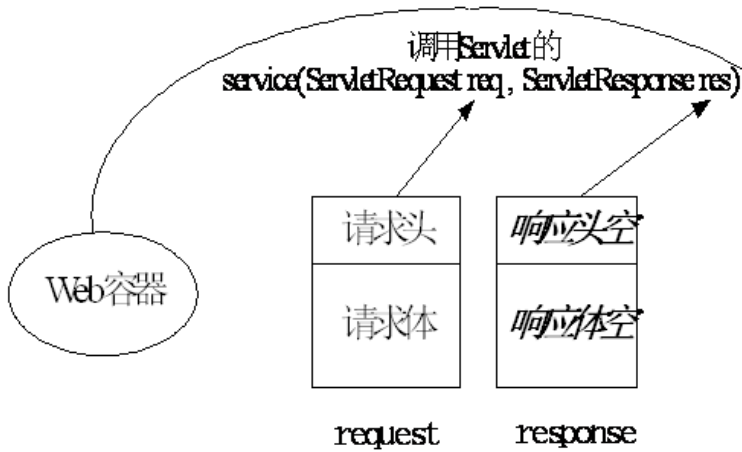 调用Servlet的
service(ServletRequest req , ServletResponse res)
请求头
响应头空
Web容器
请求体
响应体空
request
response